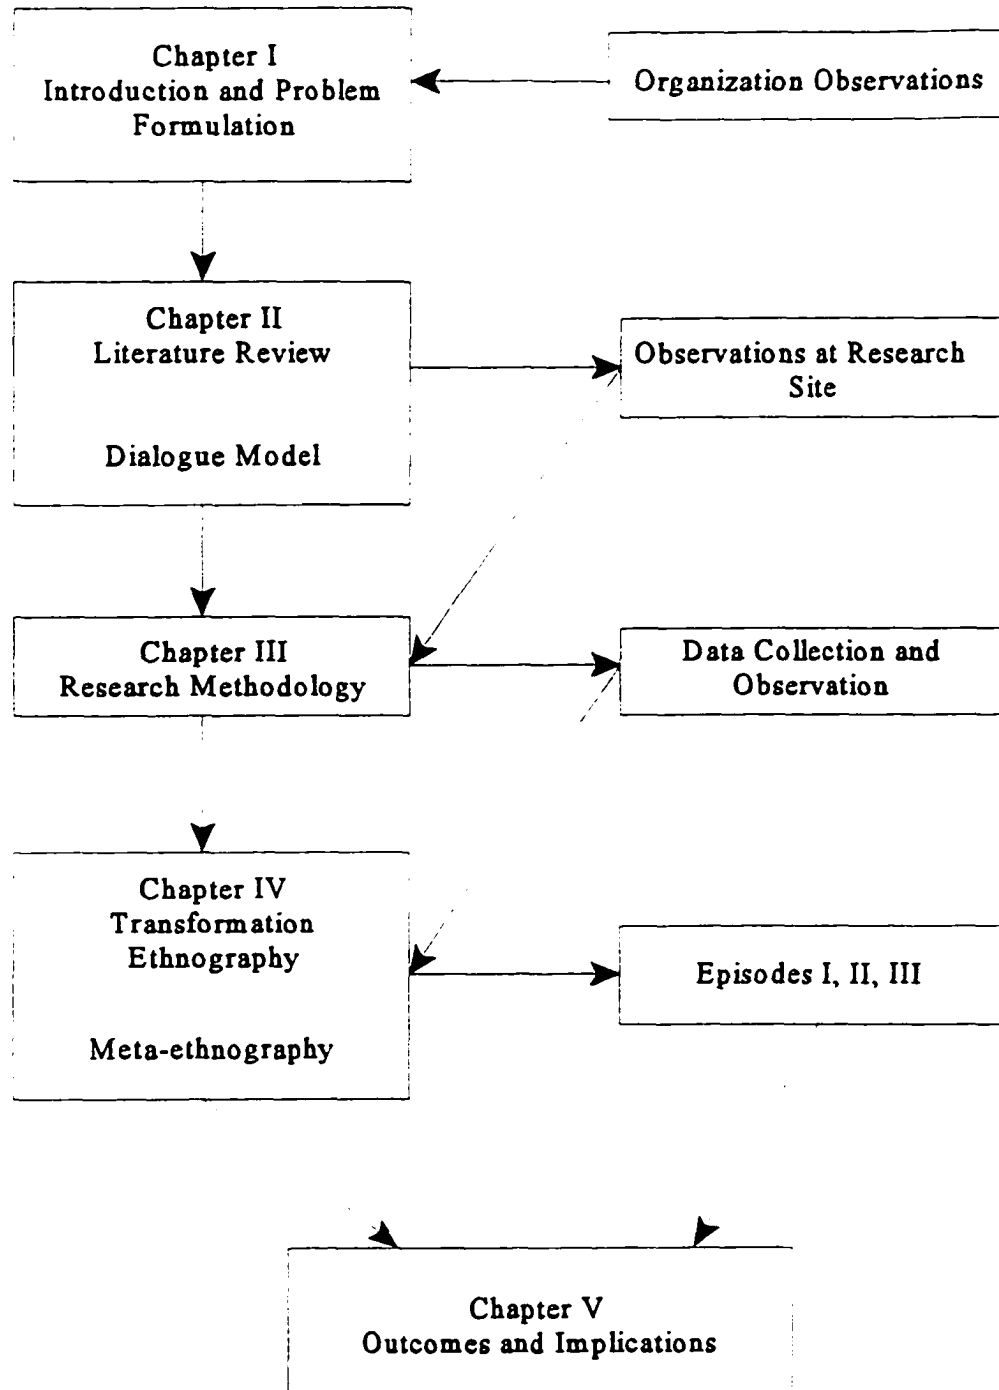 Chapter I
Introduction and Problem
Formulation
Organization Observations
Chapter II
Literature Review
Dialogue Model
Observations at Research
Site
Chapter III
Research Methodology
Data Collection and
Observation
Chapter IV
Transformation
Ethnography
Meta-ethnography
Episodes I, II, III
Chapter V
Outcomes and Implications